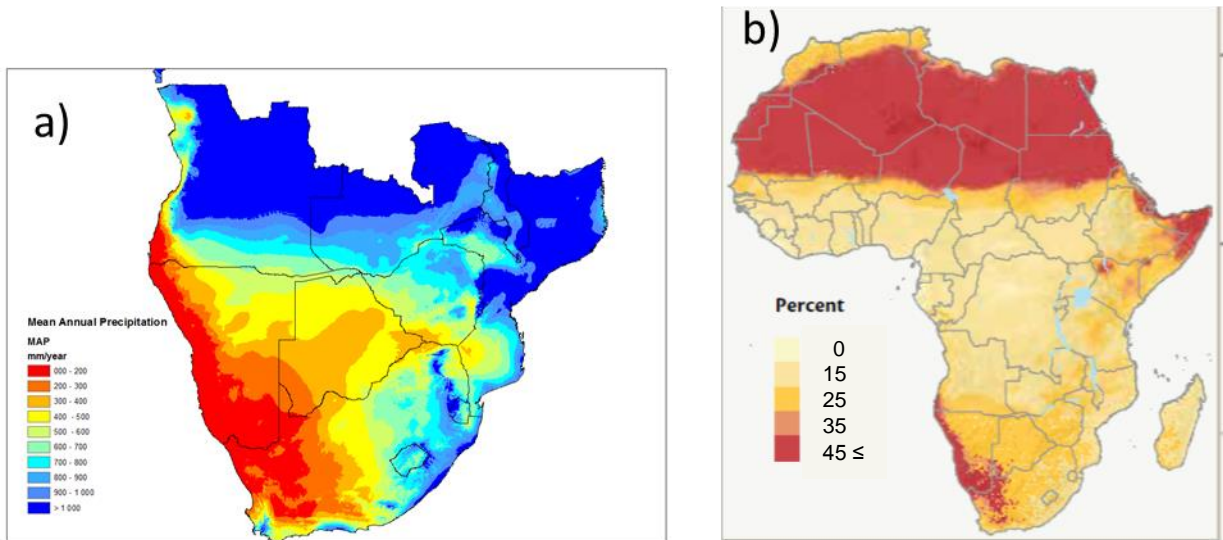 a)
Mean Annual Precipitation
MAP
mm/year
000 - 200
200 - 300
300 - 400
400 - 500
500 - 600
600 - 700
700 - 800
800 - 900
900 - 1 000
> 1 000
b)
Percent
0
15
25
35
45 ≤